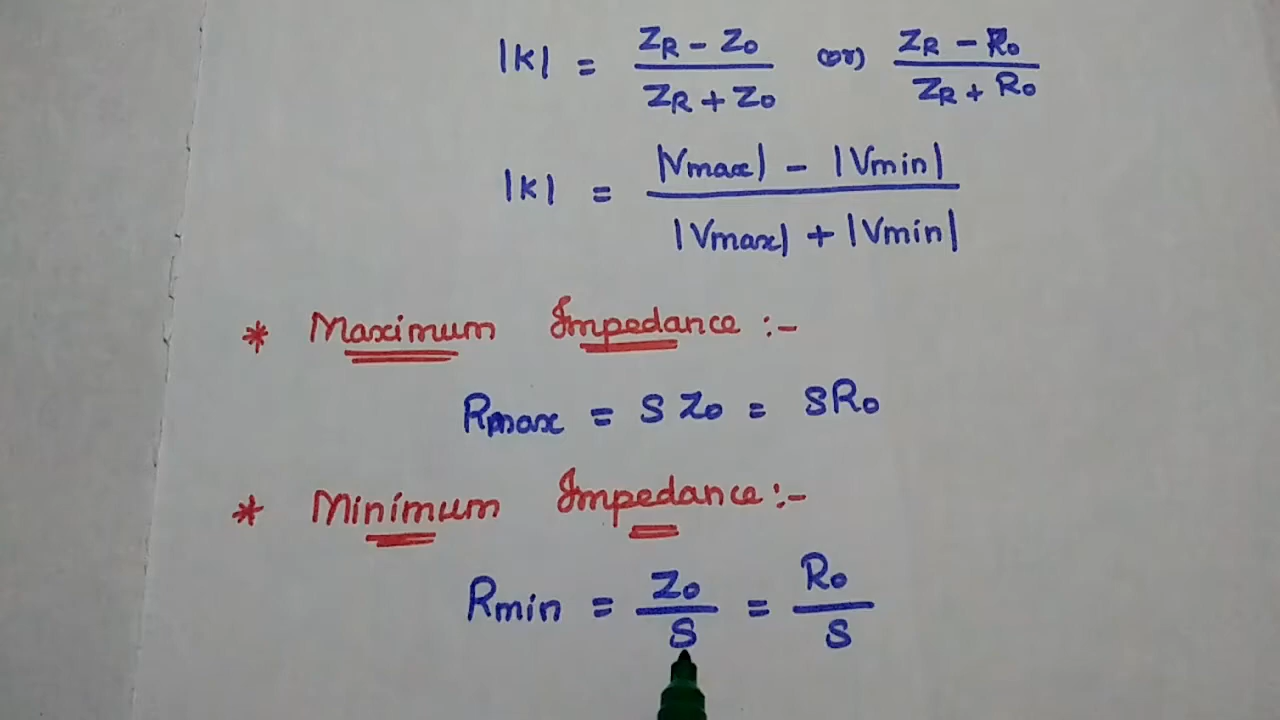 |K| = ZR - Z0 / ZR + Z0 (or) ZR - R0 / ZR + R0
|K| = |Vmax| - |Vmin| / |Vmax| + |Vmin|
* Maximum Impedance :-
Rmax = S Z0 = SR0
* Minimum Impedance :-
Rmin = Z0 / S = R0 / S